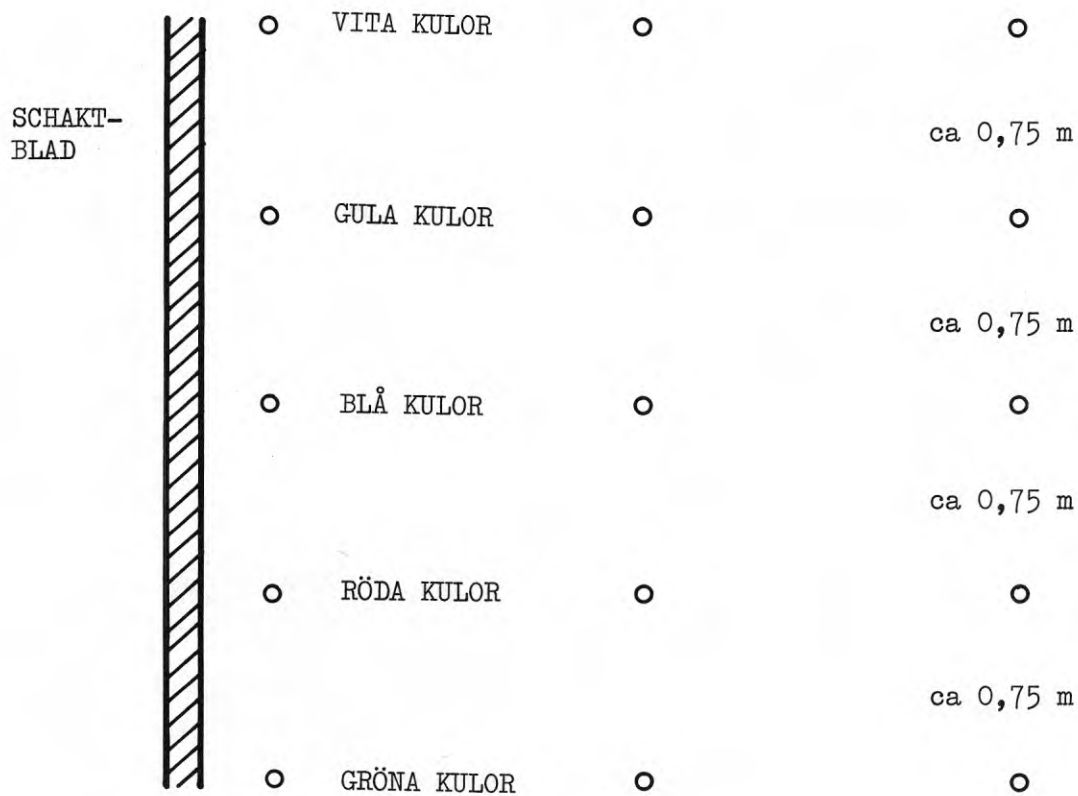 VITA KULOR
SCHAKT-
BLAD
ca 0,75 m
GULA KULOR
ca 0,75 m
BLÅ KULOR
ca 0,75 m
RÖDA KULOR
ca 0,75 m
GRÖNA KULOR